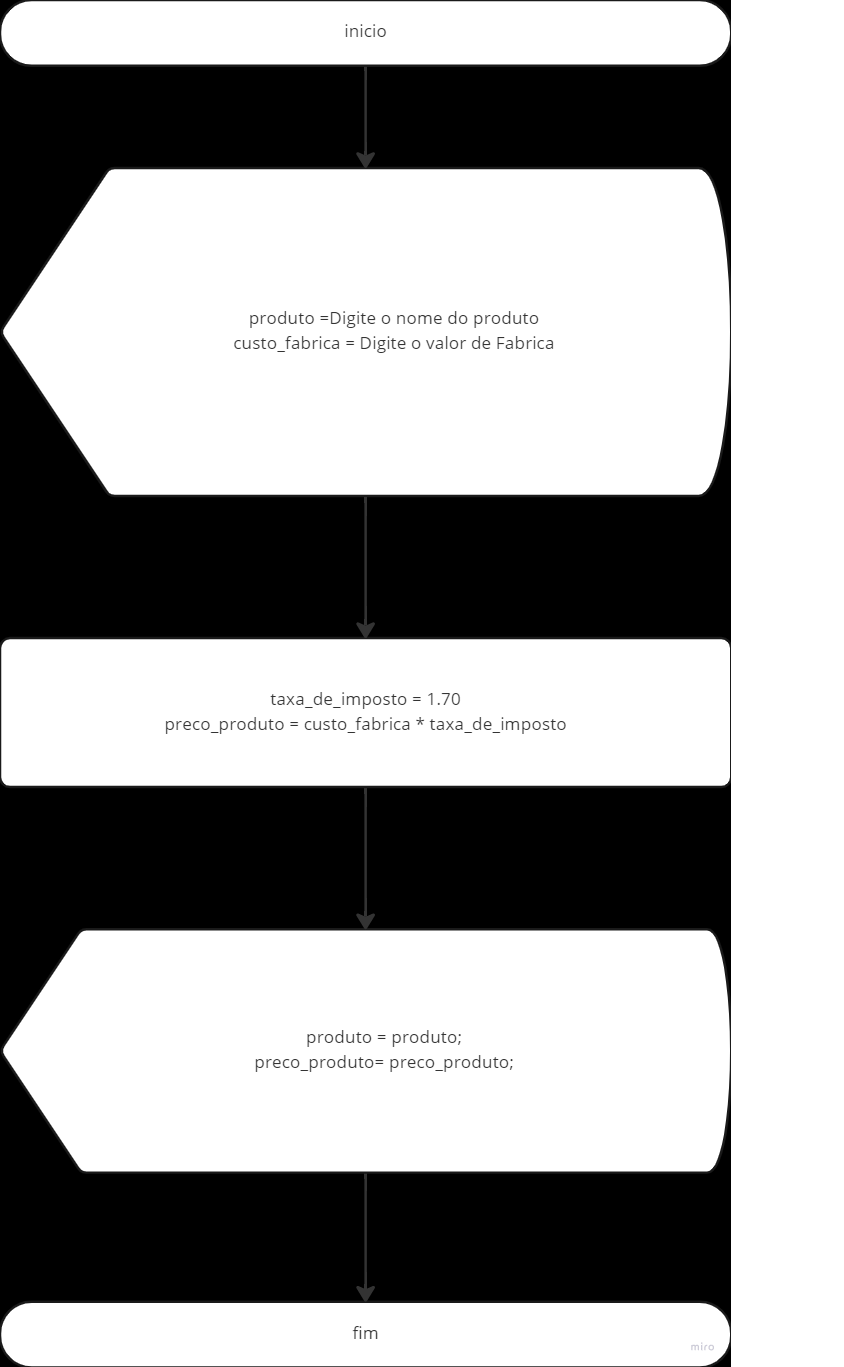 inicio
produto =Digite o nome do produto
custo_fabrica = Digite o valor de Fabrica
taxa_de_imposto = 1.70
preco_produto = custo_fabrica * taxa_de_imposto
produto = produto;
preco_produto= preco_produto;
fim
miro